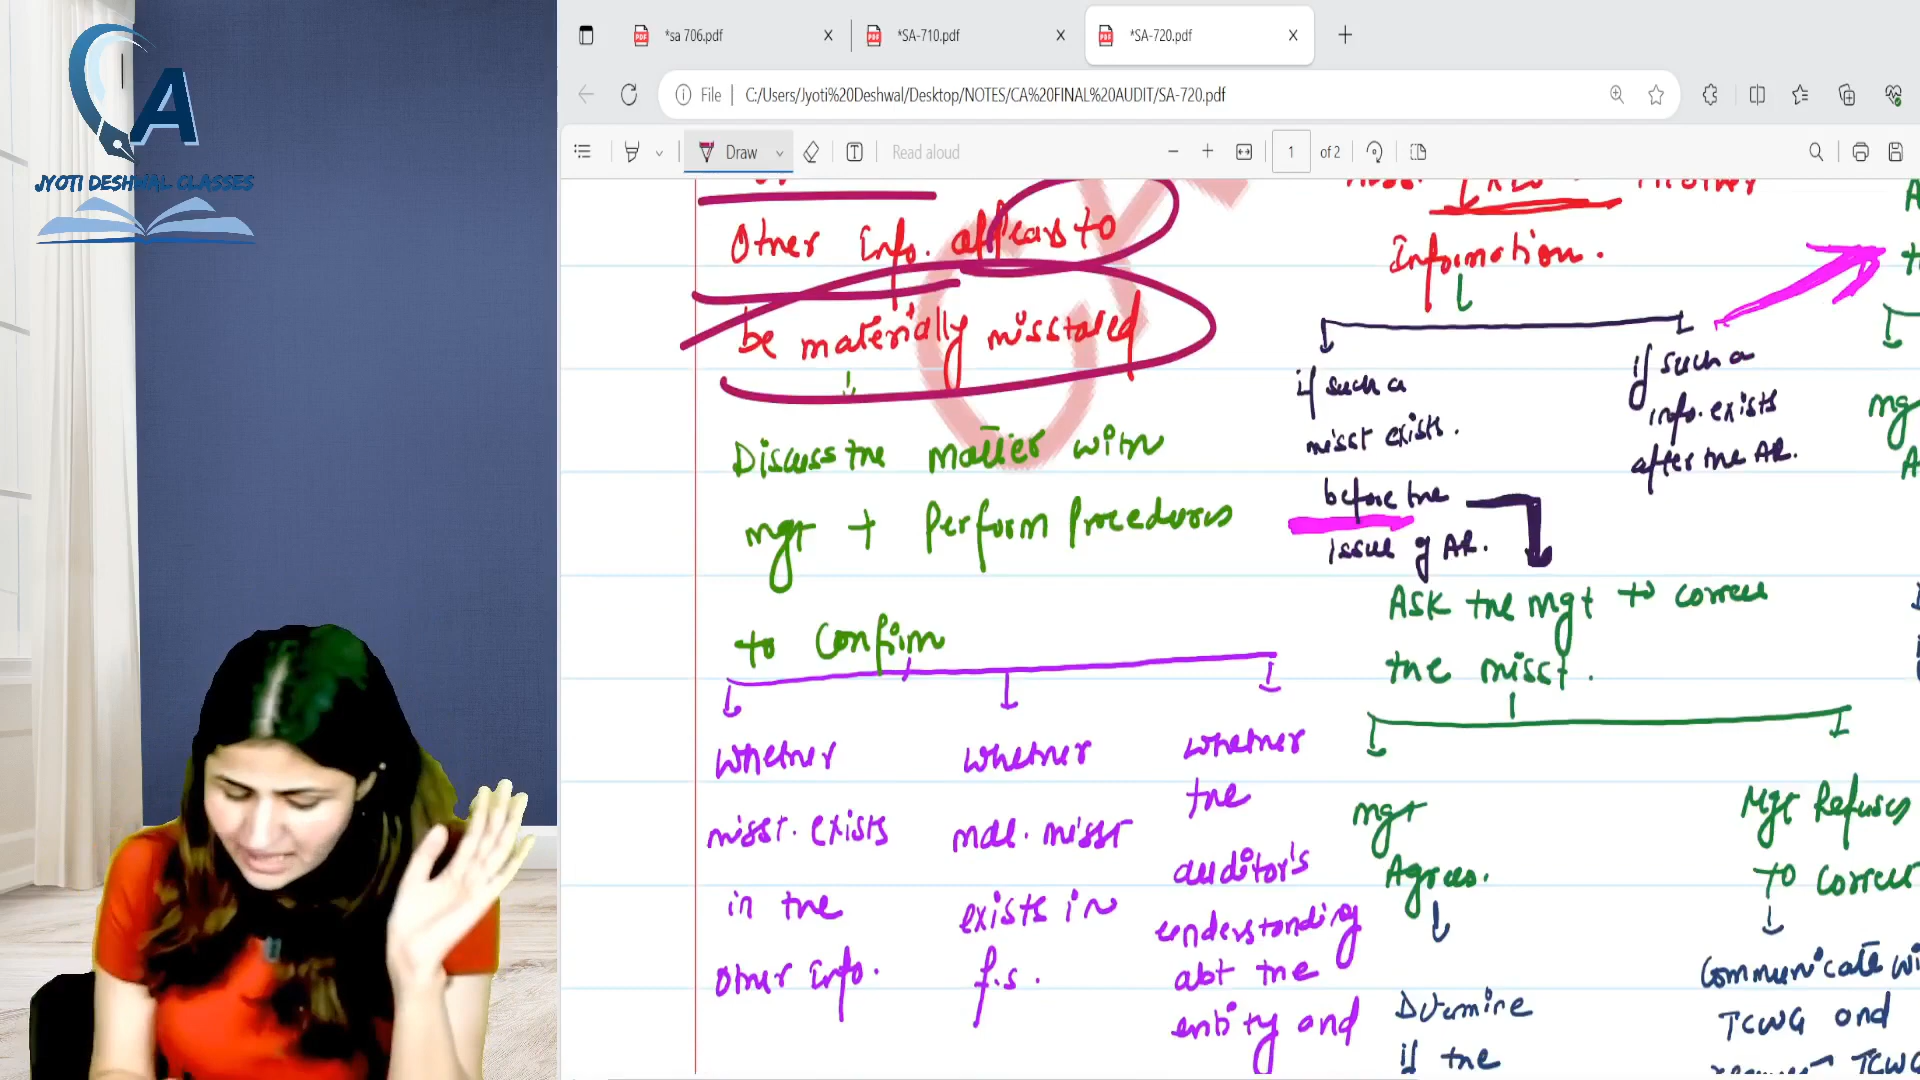 A
JYOTI DESHWAL CLASSES
*sa 706.pdf
*SA-710.pdf
*SA-720.pdf
File
C:/Users/Jyoti%20Deshwal/Desktop/NOTES/CA%20FINAL%20AUDIT/SA-720.pdf
Draw
Read aloud
1
of 2
Other Info. appears to
be materially misstated
Discuss the matter with
mgt + Perform Procedures
to Confirm
Whether
misst. exists
in the
Other Info.
Whether
mat. misst
exists in
f.s.
Whether
the
auditor's
understanding
abt the
entity and
Information.
if such a
misst exists.
before the
issue of AR.
if such a
info. exists
after the AR.
Ask the mgt to correct
the misst.
mgt
Agrees.
Determine
if the
Mgt Refuses
to correct
Communicate wi
TCWG and
TCWG
mgt
A